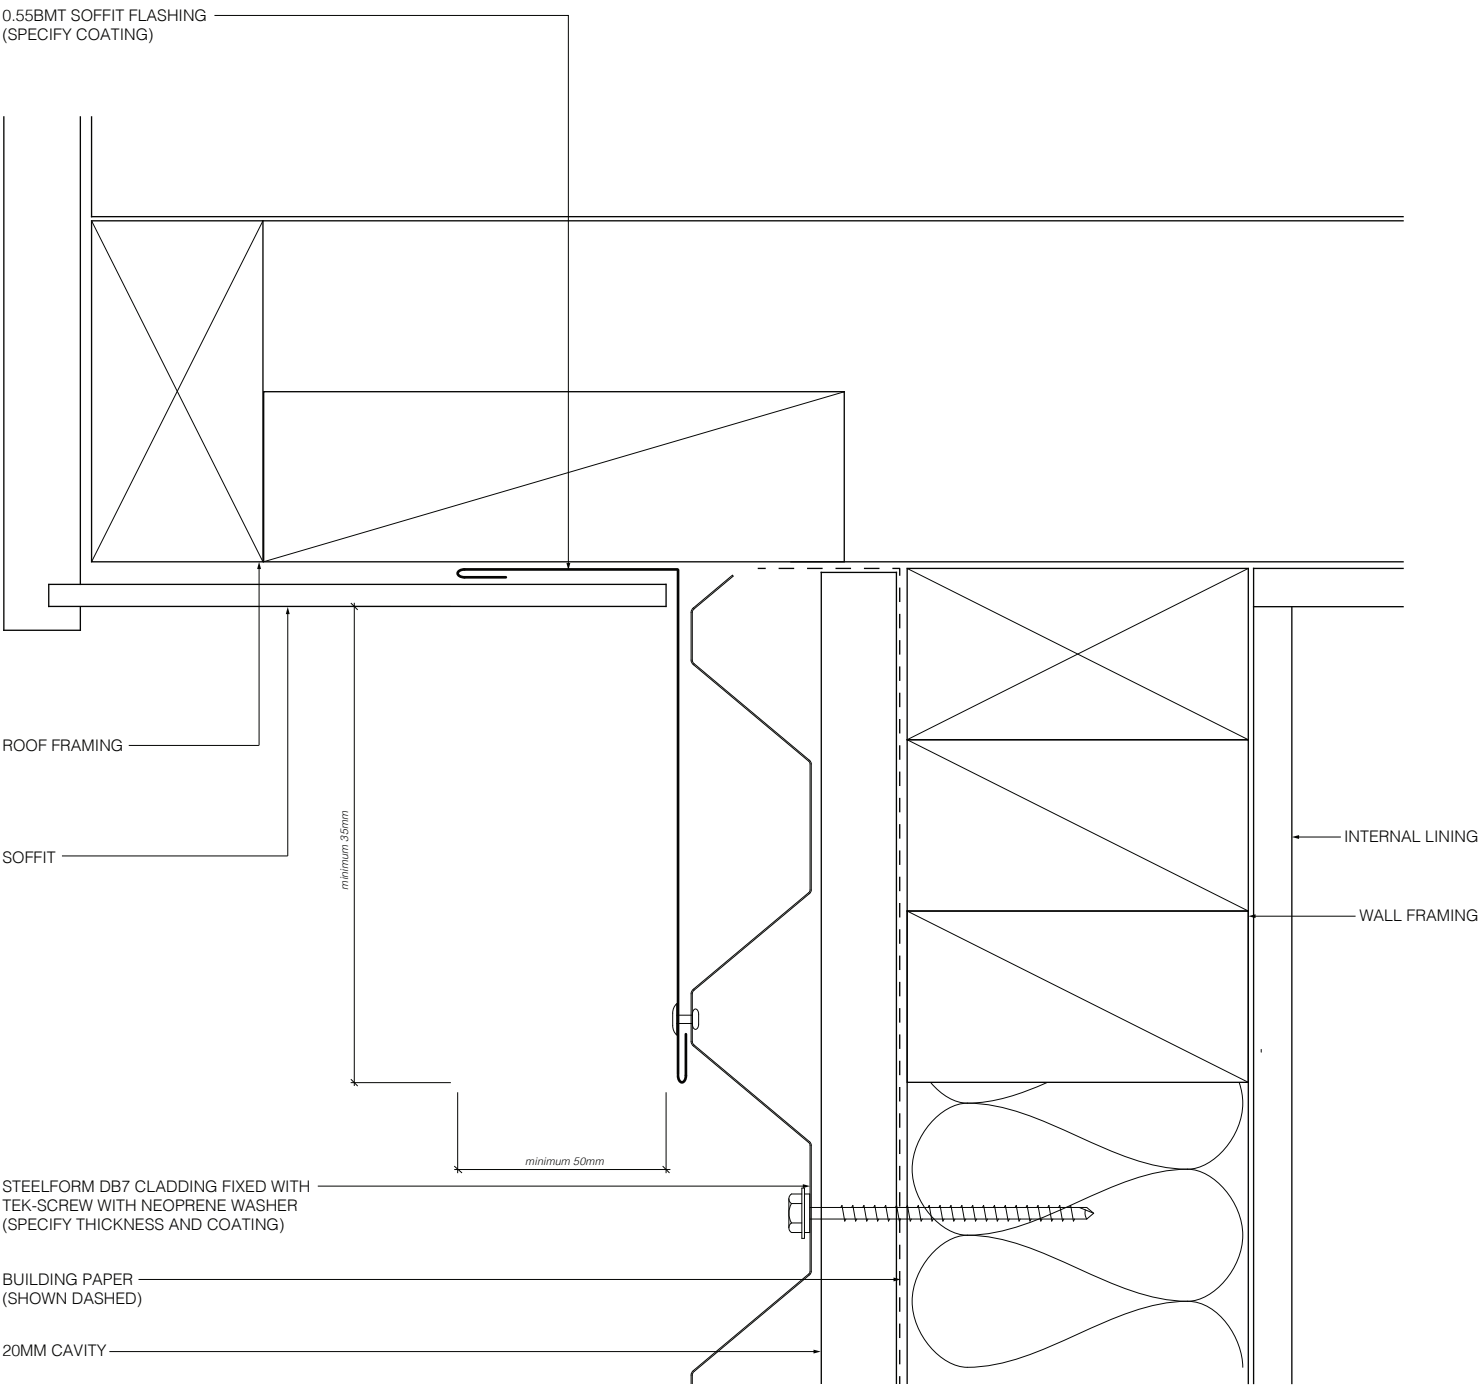 0.55BMT SOFFIT FLASHING
(SPECIFY COATING)
ROOF FRAMING
minimum 35mm
SOFFIT
INTERNAL LINING
WALL FRAMING
minimum 50mm
STEELFORM DB7 CLADDING FIXED WITH
TEK-SCREW WITH NEOPRENE WASHER
(SPECIFY THICKNESS AND COATING)
BUILDING PAPER
(SHOWN DASHED)
20MM CAVITY